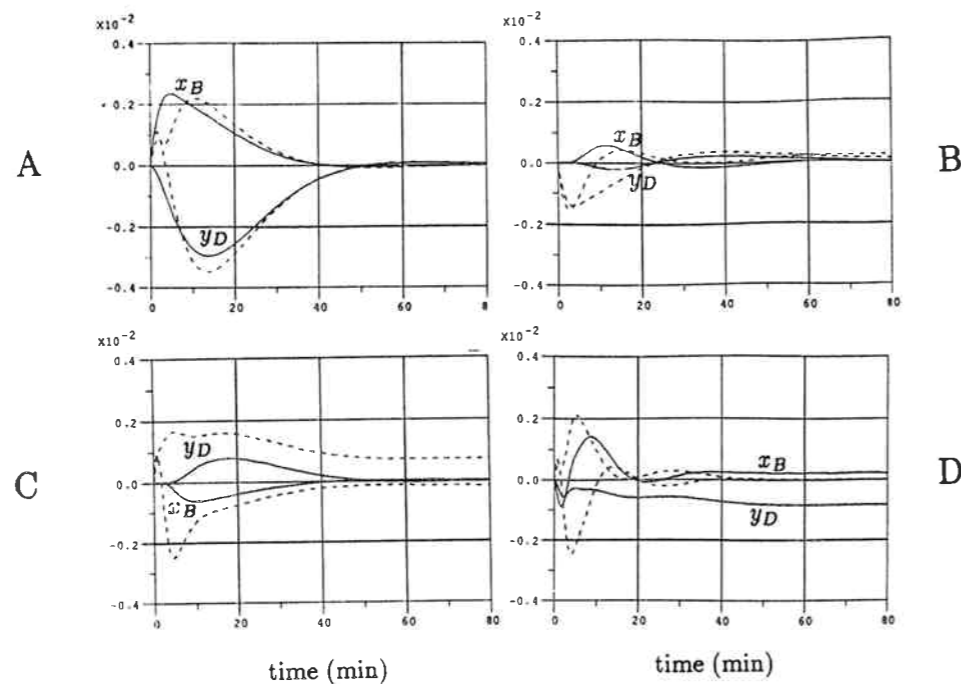 X10⁻² X10⁻²
0.4 0.4
A x_B B
0.2 0.2
x_B
0.0 0.0
y_D
-0.2 y_D -0.2
-0.4 -0.4
0 20 40 60 8 0 20 40 60 80
X10⁻² X10⁻²
0.4 0.4
C D
0.2 0.2
y_D
x_B
0.0 0.0
x_B y_D
-0.2 -0.2
-0.4 -0.4
0 20 40 60 80 0 20 40 60 80
time (min) time (min)